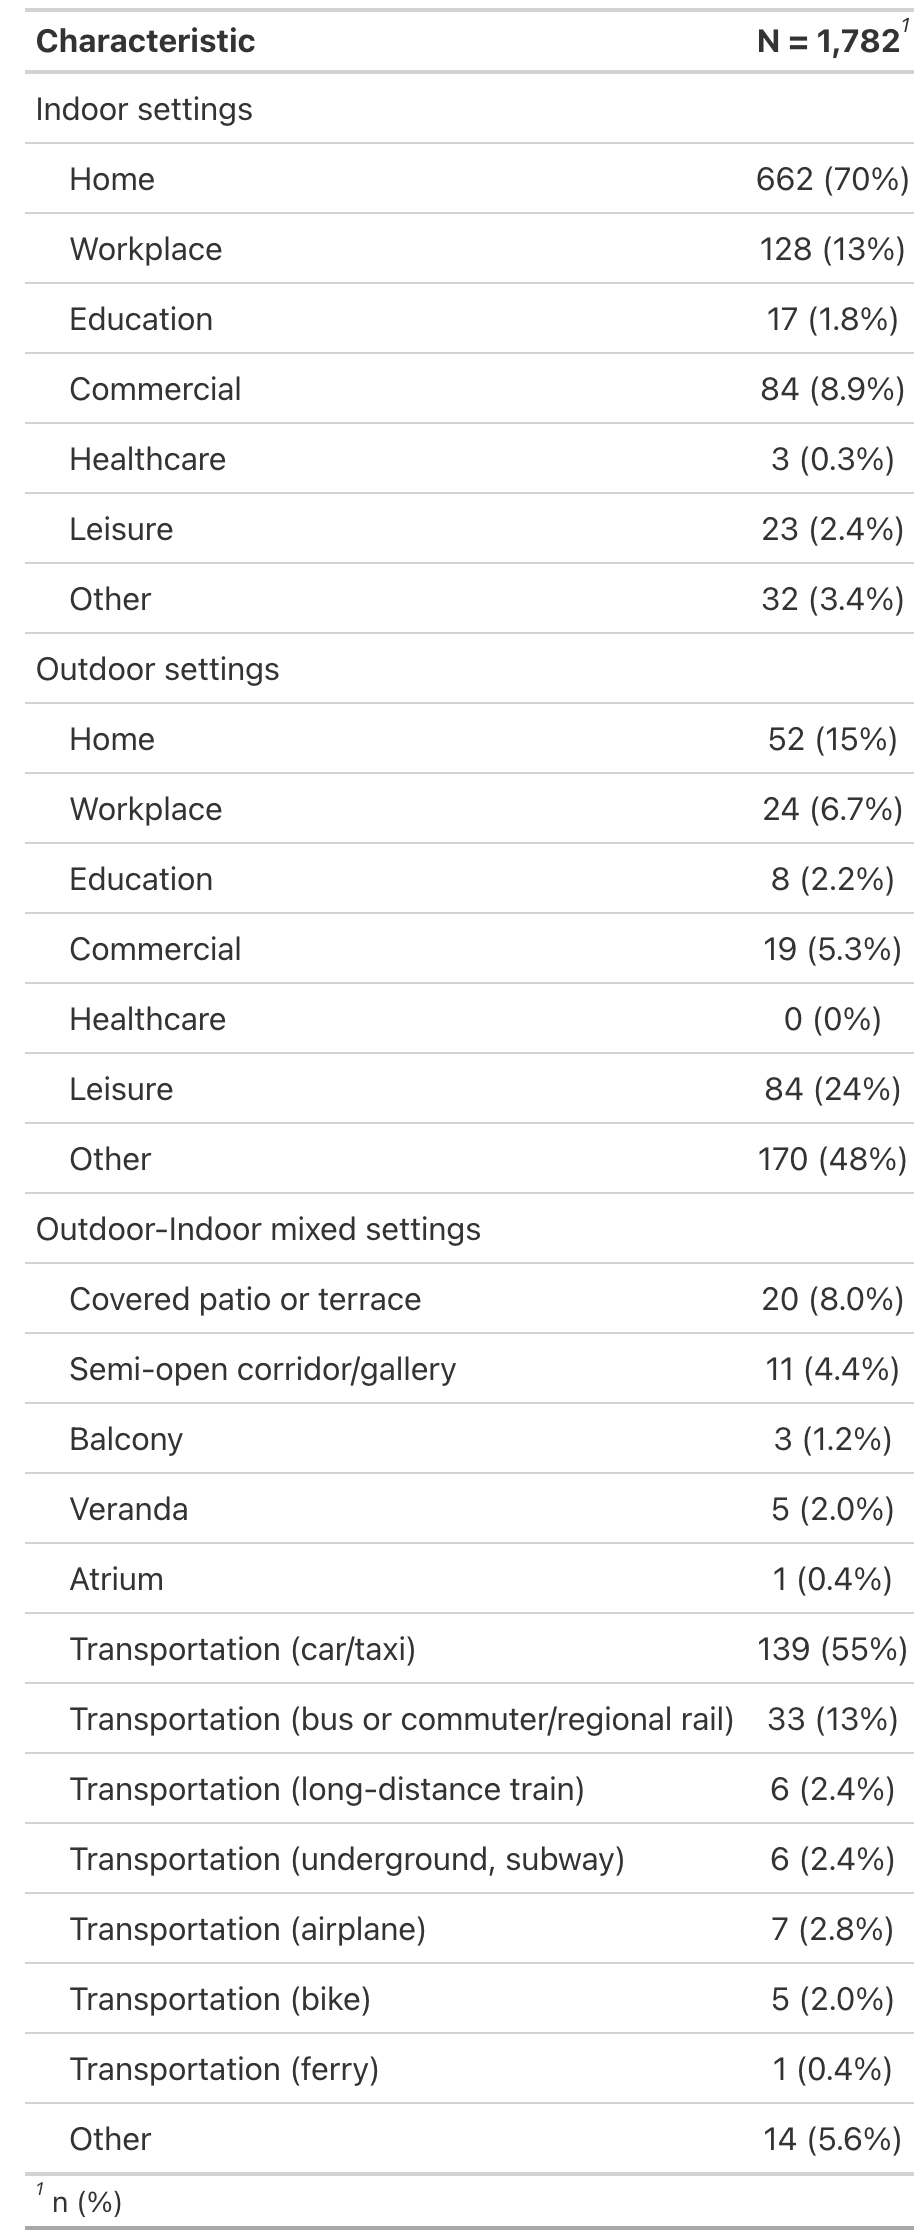 Characteristic N = 1,782¹
Indoor settings
Home 662 (70%)
Workplace 128 (13%)
Education 17 (1.8%)
Commercial 84 (8.9%)
Healthcare 3 (0.3%)
Leisure 23 (2.4%)
Other 32 (3.4%)
Outdoor settings
Home 52 (15%)
Workplace 24 (6.7%)
Education 8 (2.2%)
Commercial 19 (5.3%)
Healthcare 0 (0%)
Leisure 84 (24%)
Other 170 (48%)
Outdoor-Indoor mixed settings
Covered patio or terrace 20 (8.0%)
Semi-open corridor/gallery 11 (4.4%)
Balcony 3 (1.2%)
Veranda 5 (2.0%)
Atrium 1 (0.4%)
Transportation (car/taxi) 139 (55%)
Transportation (bus or commuter/regional rail) 33 (13%)
Transportation (long-distance train) 6 (2.4%)
Transportation (underground, subway) 6 (2.4%)
Transportation (airplane) 7 (2.8%)
Transportation (bike) 5 (2.0%)
Transportation (ferry) 1 (0.4%)
Other 14 (5.6%)
¹ n (%)